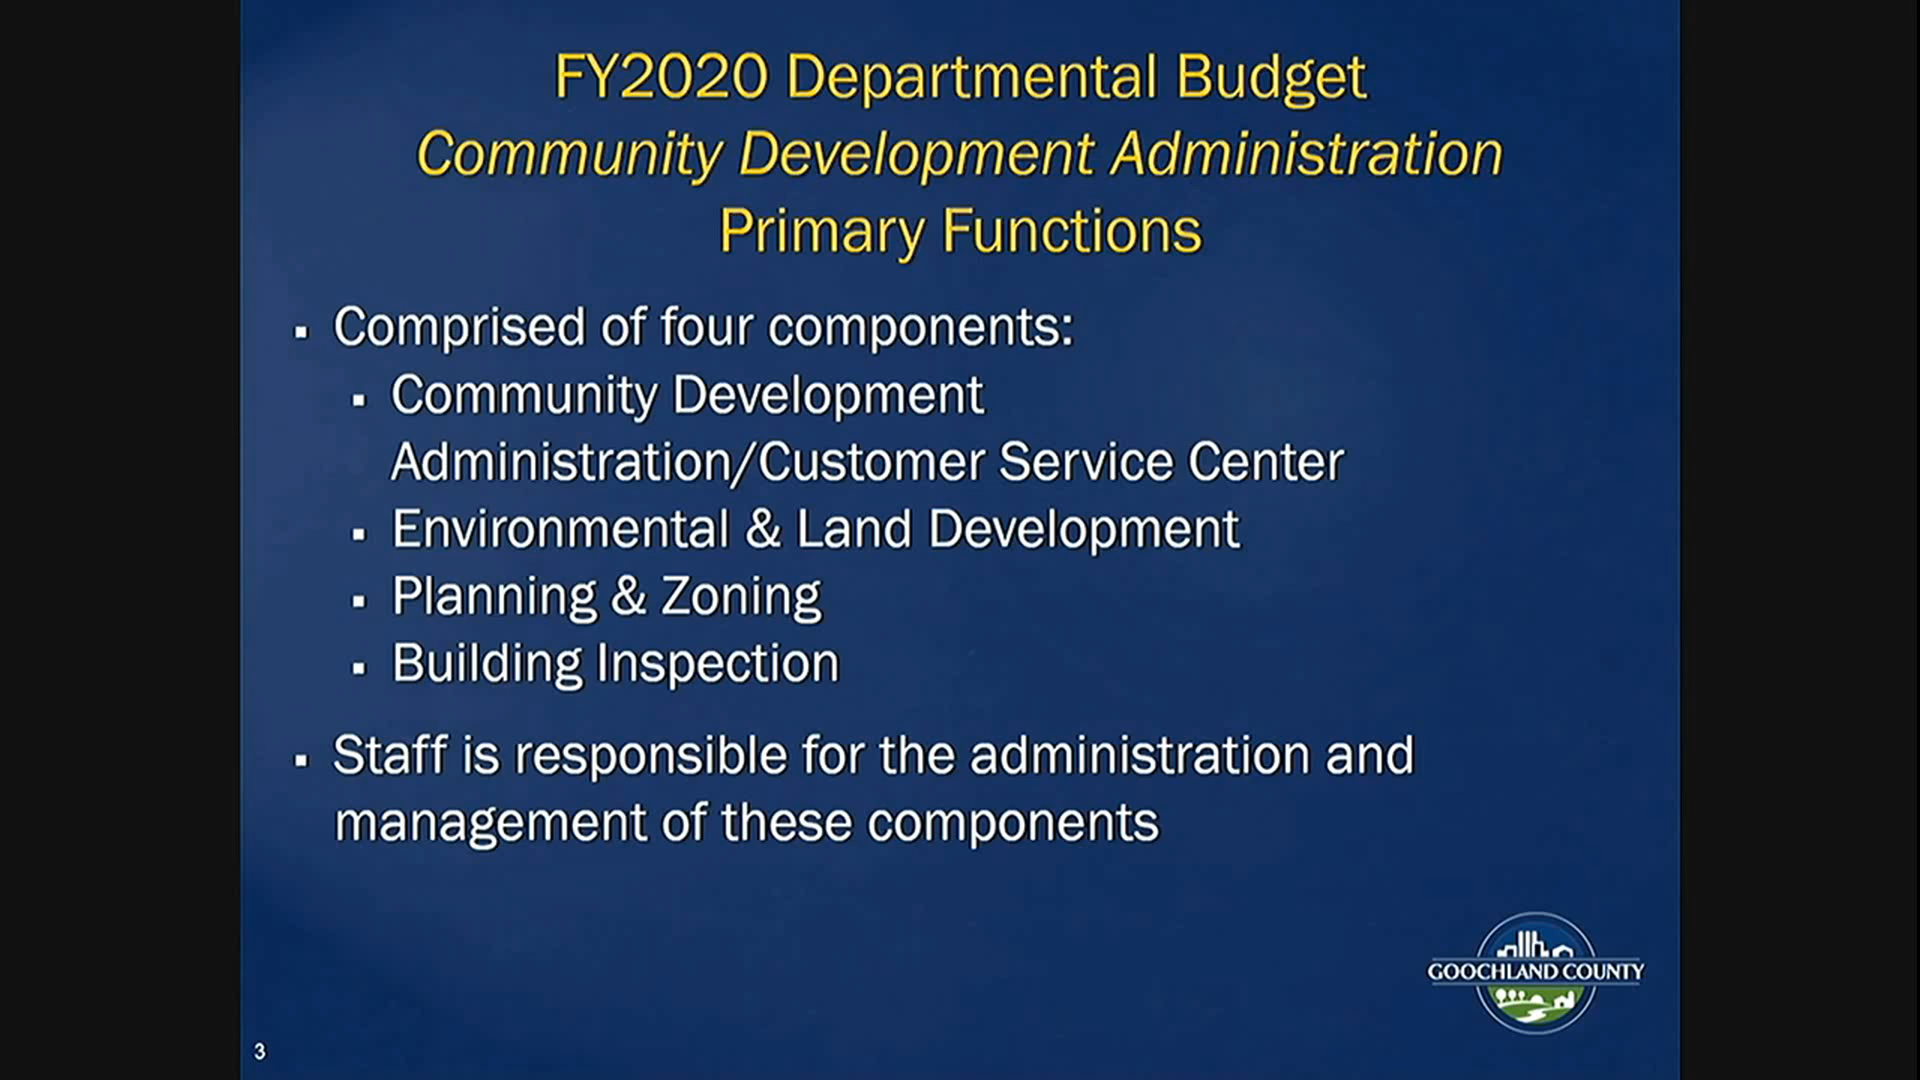 FY2020 Departmental Budget
Community Development Administration
Primary Functions
▪ Comprised of four components:
▪ Community Development
Administration/Customer Service Center
▪ Environmental & Land Development
▪ Planning & Zoning
▪ Building Inspection
▪ Staff is responsible for the administration and
management of these components
GOOCHLAND COUNTY
3